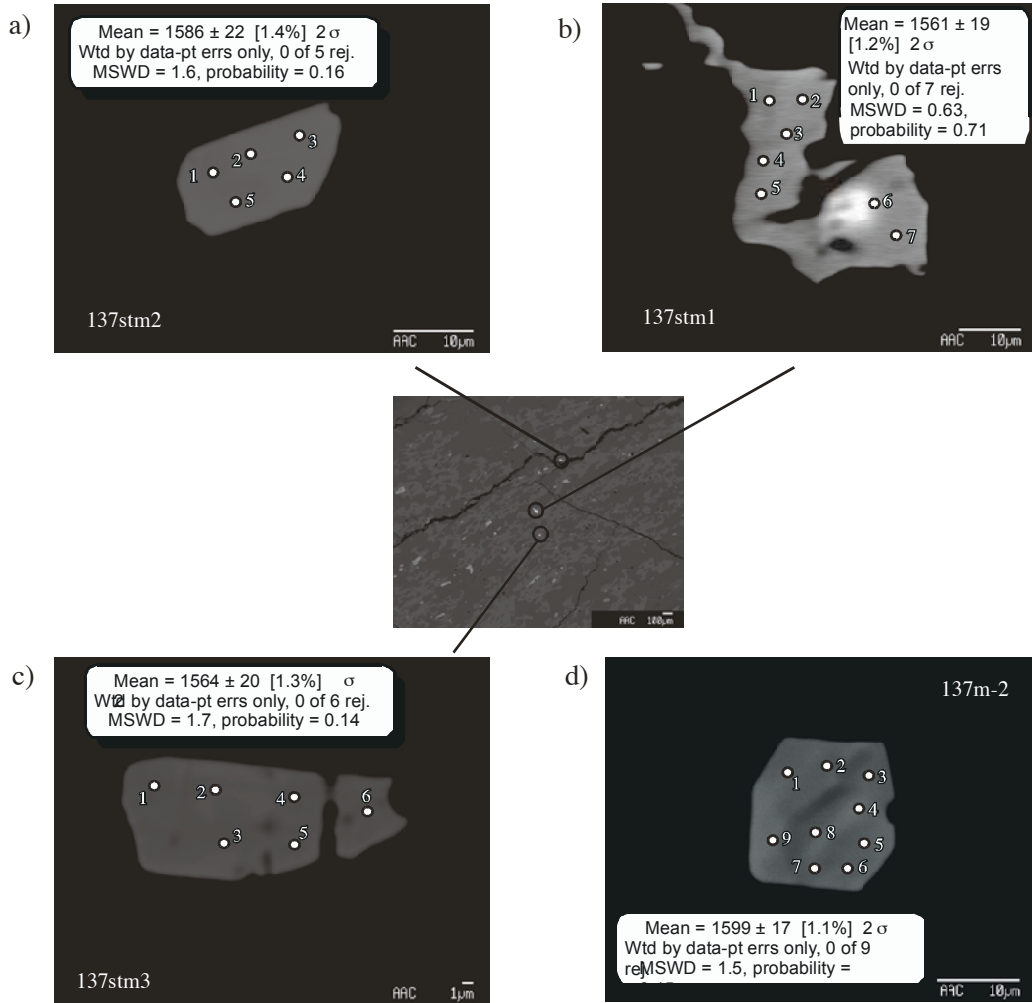 a)
Mean = 1586 ± 22 [1.4%] 2 σ
Wtd by data-pt errs only, 0 of 5 rej.
MSWD = 1.6, probability = 0.16
1
2
3
4
5
137stm2
AAC 10µm
b)
Mean = 1561 ± 19
[1.2%] 2 σ
Wtd by data-pt errs
only, 0 of 7 rej.
MSWD = 0.63,
probability = 0.71
1
2
3
4
5
6
7
137stm1
AAC 10µm
AAC 100µm
c)
Mean = 1564 ± 20 [1.3%] σ
Wtd by data-pt errs only, 0 of 6 rej.
2
MSWD = 1.7, probability = 0.14
1
2
4
6
3
5
137stm3
AAC 1µm
d)
137m-2
1
2
3
4
5
6
7
8
9
Mean = 1599 ± 17 [1.1%] 2 σ
Wtd by data-pt errs only, 0 of 9
rej. MSWD = 1.5, probability =
AAC 10µm